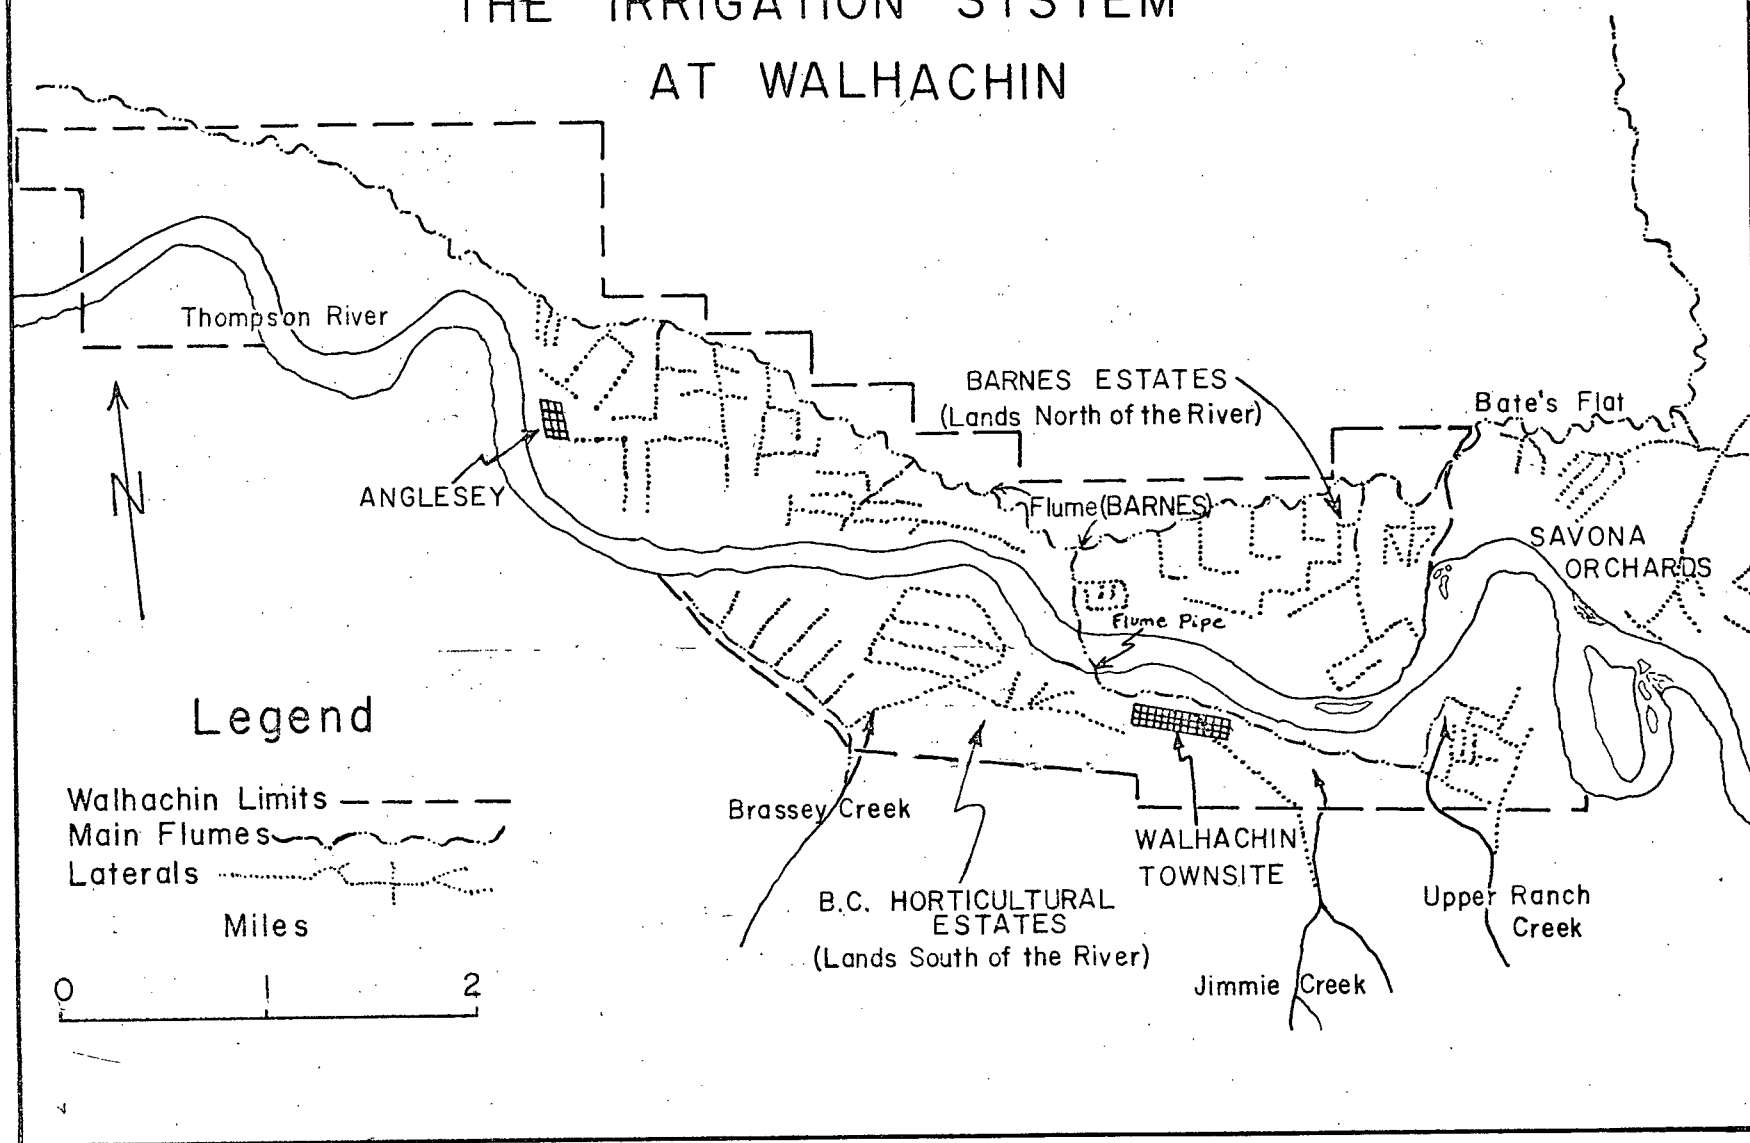 THE IRRIGATION SYSTEM
AT WALHACHIN
Thompson River
BARNES ESTATES
(Lands North of the River)
Bate's Flat
N
ANGLESEY
Flume (BARNES)
SAVONA
ORCHARDS
Flume Pipe
Legend
Walhachin Limits
Main Flumes
Laterals
Miles
0 1 2
Brassey Creek
WALHACHIN
TOWNSITE
B.C. HORTICULTURAL
ESTATES
(Lands South of the River)
Upper Ranch
Creek
Jimmie Creek